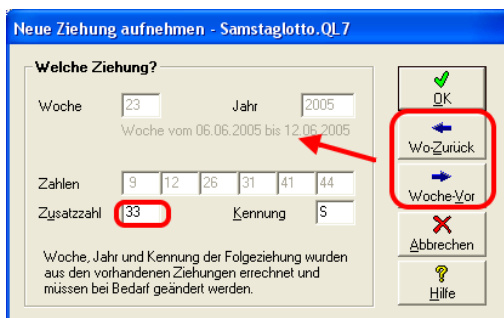 Neue Ziehung aufnehmen - Samstaglotto.QL7
Welche Ziehung?
Woche 23 Jahr 2005
Woche vom 06.06.2005 bis 12.06.2005
Zahlen 9 12 26 31 41 44
Zusatzzahl 33 Kennung S
Woche, Jahr und Kennung der Folgeziehung wurden
aus den vorhandenen Ziehungen errechnet und
müssen bei Bedarf geändert werden.
OK
Wo-Zurück
Woche-Vor
Abbrechen
Hilfe